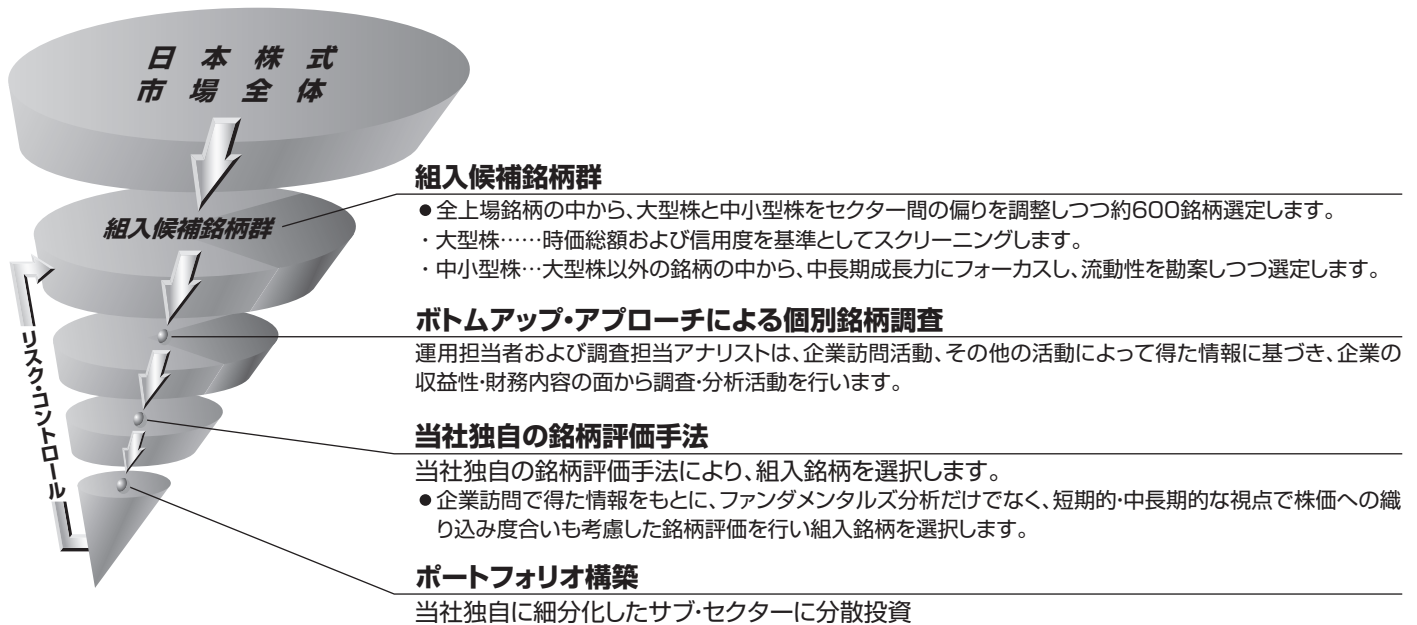 日本株式
市場全体
組入候補銘柄群
リスク・コントロール
組入候補銘柄群
●全上場銘柄の中から、大型株と中小型株をセクター間の偏りを調整しつつ約600銘柄選定します。
・大型株……時価総額および信用度を基準としてスクリーニングします。
・中小型株…大型株以外の銘柄の中から、中長期成長力にフォーカスし、流動性を勘案しつつ選定します。
ボトムアップ・アプローチによる個別銘柄調査
運用担当者および調査担当アナリストは、企業訪問活動、その他の活動によって得た情報に基づき、企業の
収益性・財務内容の面から調査・分析活動を行います。
当社独自の銘柄評価手法
当社独自の銘柄評価手法により、組入銘柄を選択します。
●企業訪問で得た情報をもとに、ファンダメンタルズ分析だけでなく、短期的・中長期的な視点で株価への織
り込み度合いも考慮した銘柄評価を行い組入銘柄を選択します。
ポートフォリオ構築
当社独自に細分化したサブ・セクターに分散投資